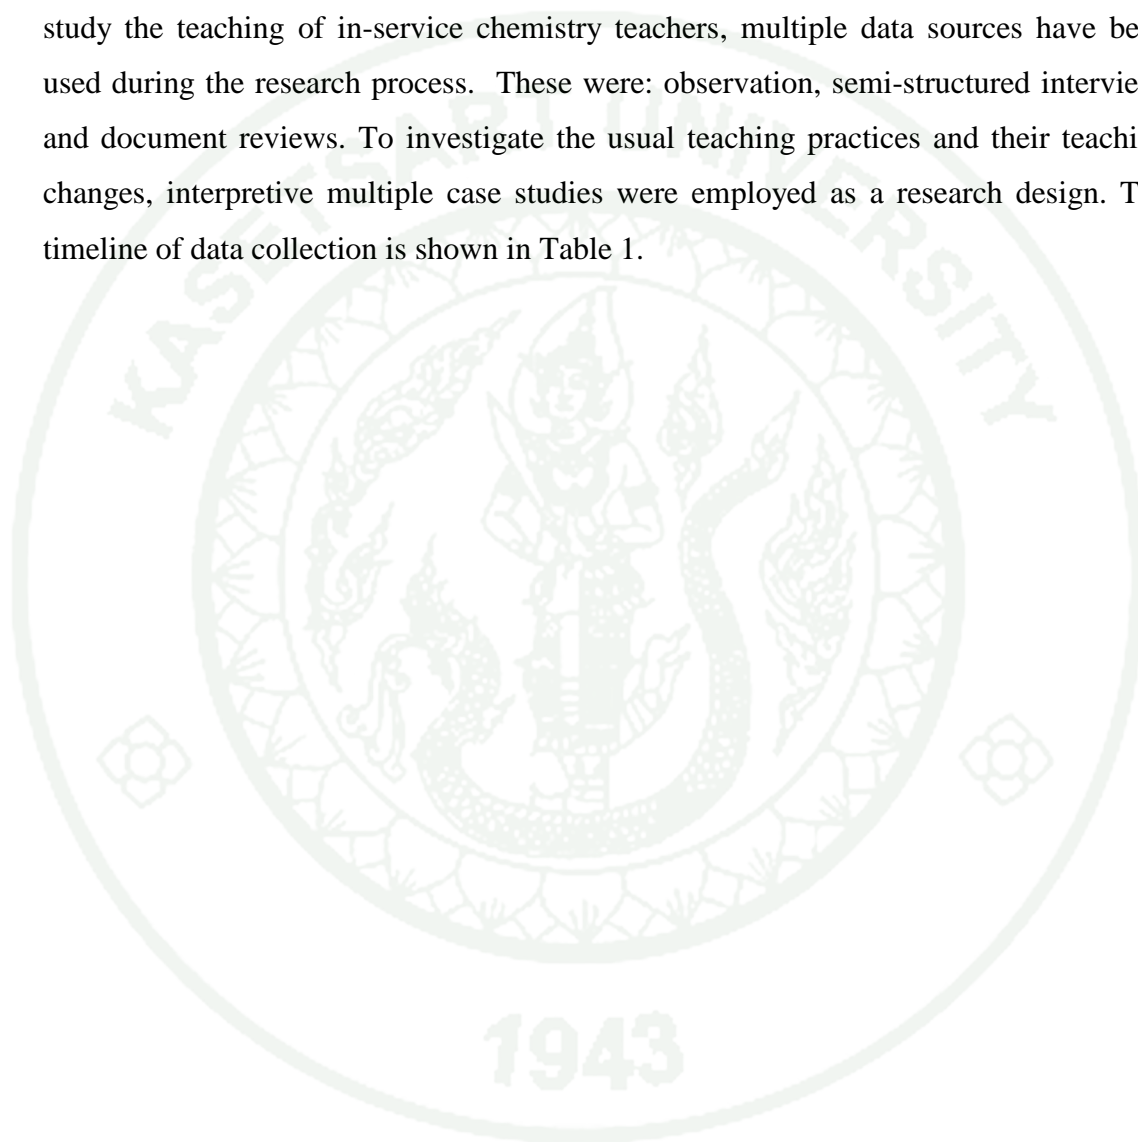 study the teaching of in-service chemistry teachers, multiple data sources have be
used during the research process.  These were: observation, semi-structured intervie
and document reviews. To investigate the usual teaching practices and their teachi
changes, interpretive multiple case studies were employed as a research design. T
timeline of data collection is shown in Table 1.
KASETSART UNIVERSITY
1943